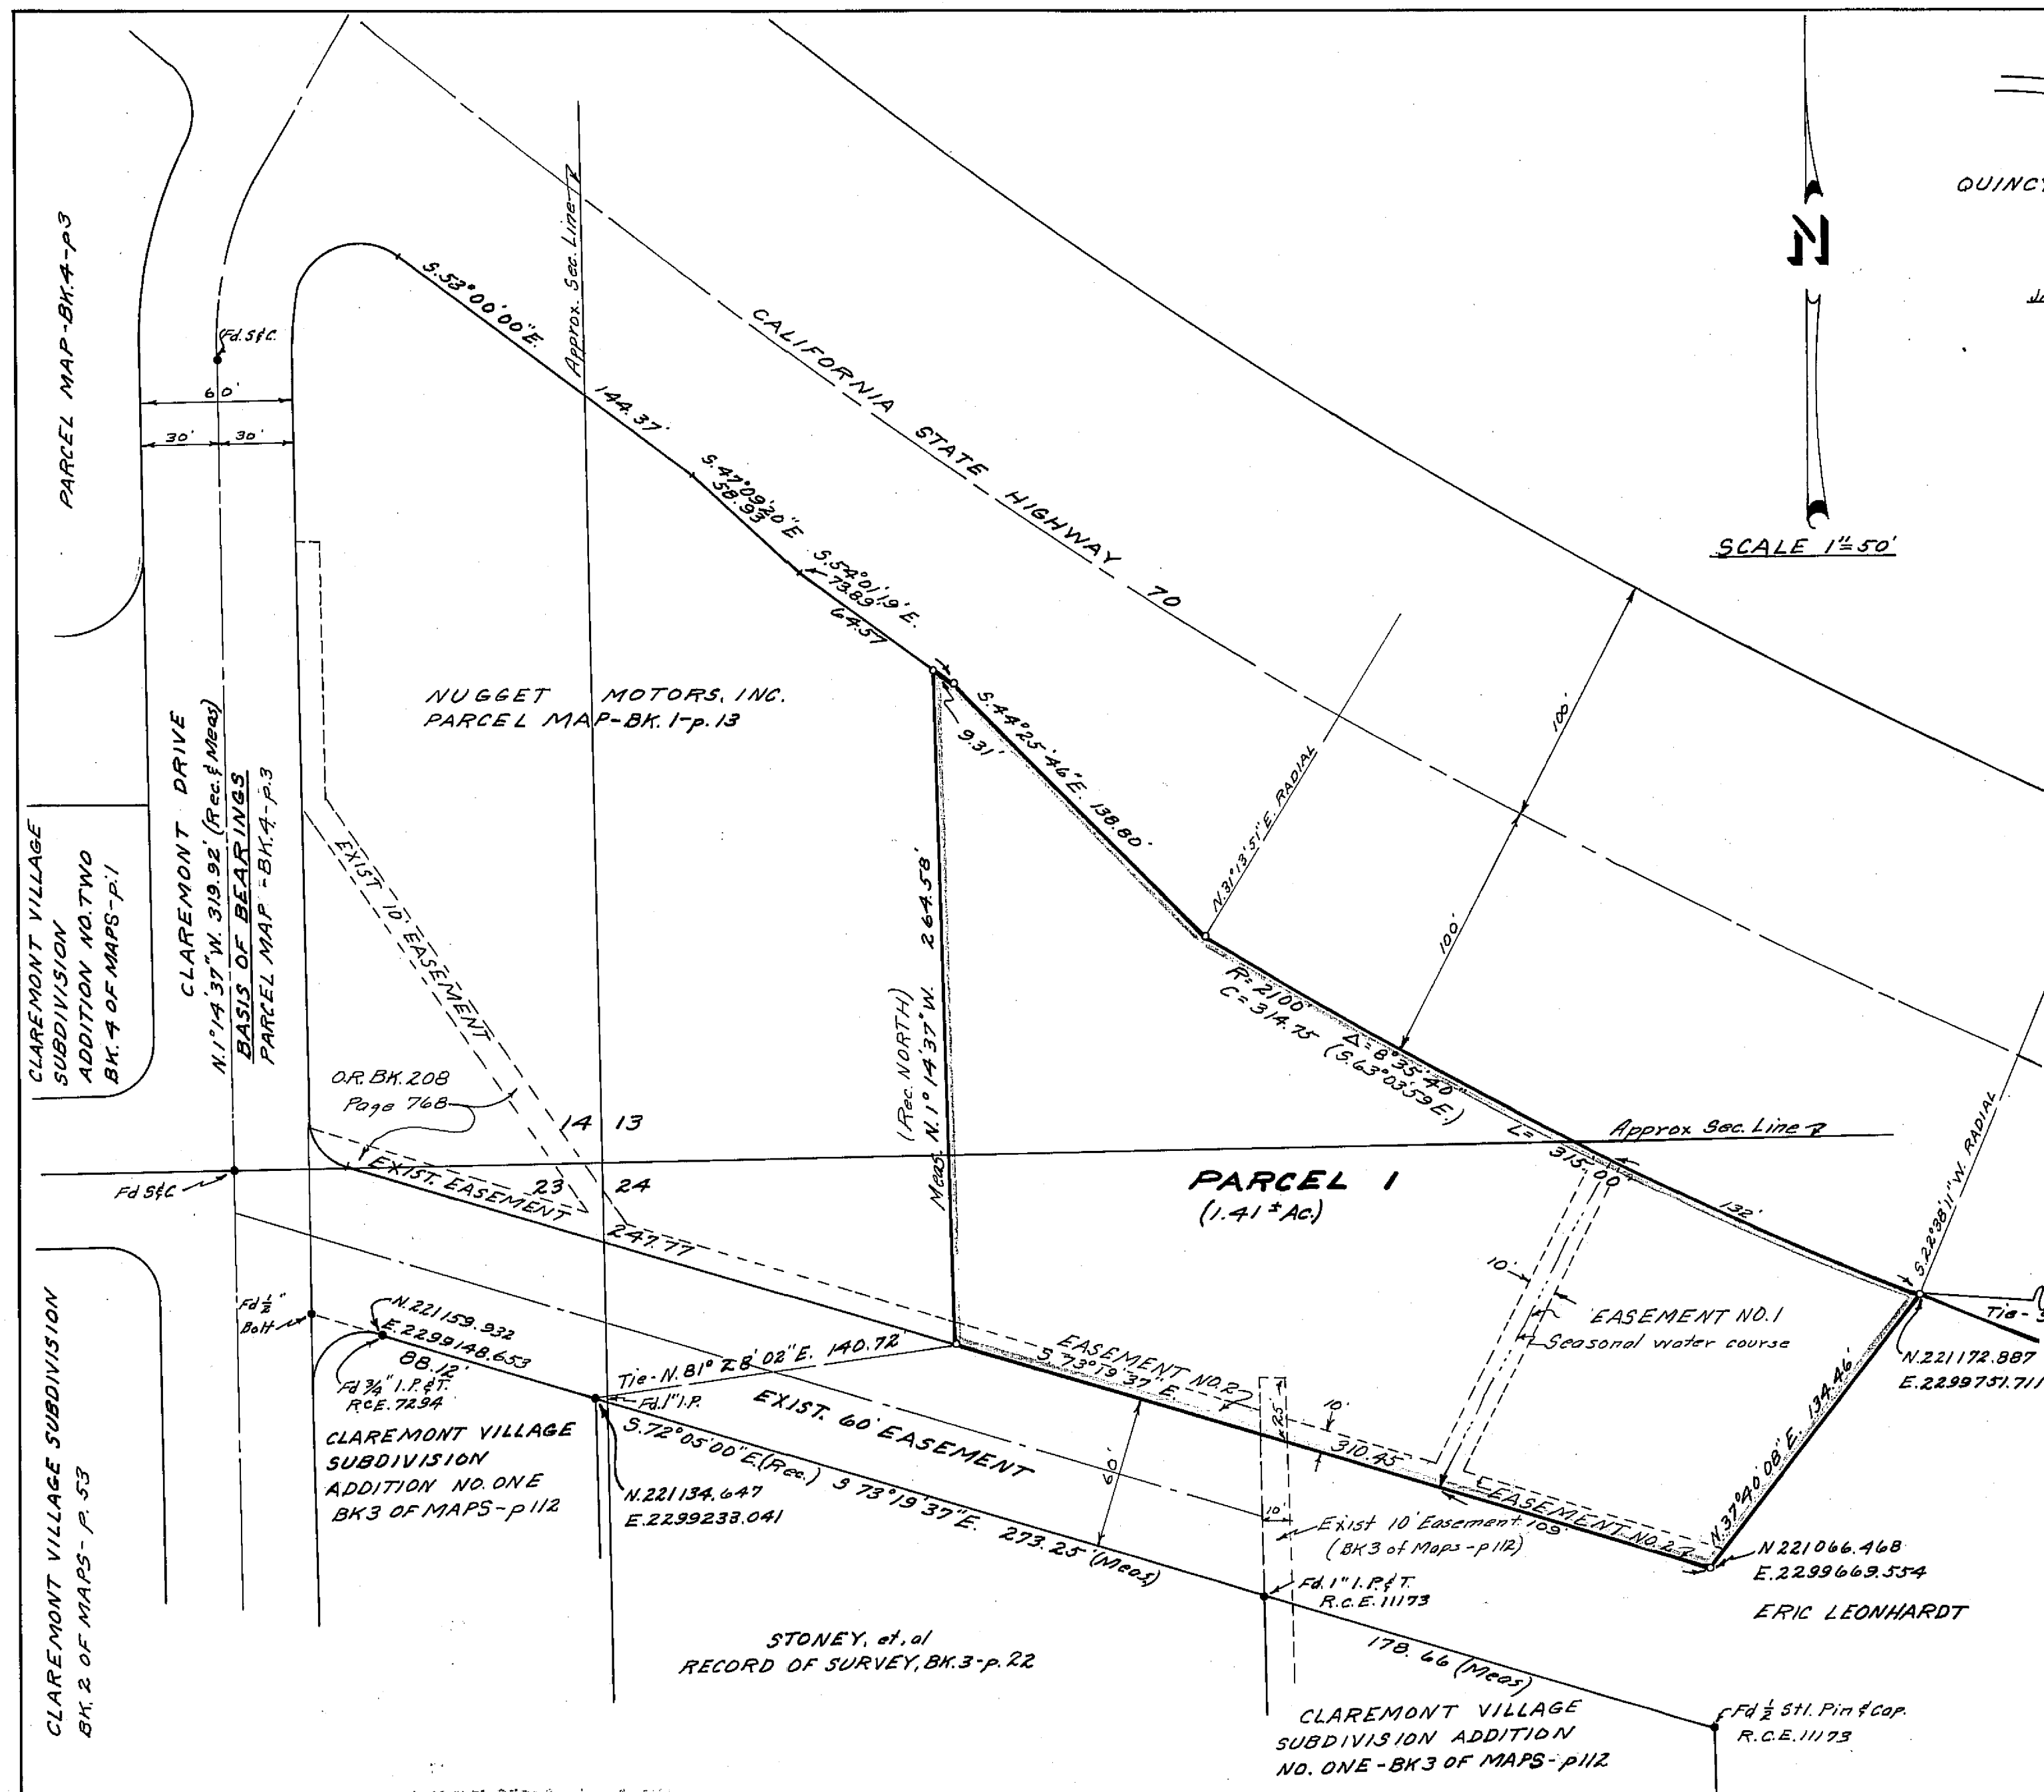 PARCEL MAP-BK.4-p3
Fd. S&C.
60'
30'
30'
S.53°00'00"E.
144.37'
Approx. Sec. Line
S.47°09'20"E
58.93
S.54°01'19"E.
73.89'
64.57
9.31'
CALIFORNIA STATE HIGHWAY 70
N
SCALE 1"=50'
QUINCY
NUGGET MOTORS, INC.
PARCEL MAP-BK. 1-p.13
S.44°25'46"E. 138.80'
N.31°13'51"E. RADIAL
100'
100'
CLAREMONT VILLAGE
SUBDIVISION
ADDITION NO. TWO
BK. 4 OF MAPS-p.1
CLAREMONT DRIVE
N.1°14'37"W. 319.92' (Rec. & Meas)
BASIS OF BEARINGS
PARCEL MAP-BK.4-p.3
EXIST 10' EASEMENT
O.R. BK. 208
Page 768
14 13
23 24
(Rec. NORTH)
Meas. N.1°14'37"W. 264.58'
R=2100' Δ=8°35'40" L=315.00
C=314.75 (S.63°03'59"E.)
132'
Approx Sec. Line
S.22°38'11"W. RADIAL
PARCEL 1
(1.41± Ac.)
Fd S&C
EXIST. EASEMENT
247.77
10'
EASEMENT NO.1
Seasonal water course
Tie-
N.221172.887
E.2299751.711
Fd ½"
Bolt
N.221159.932
E.2299148.653
88.12'
Fd ¾" I.P.&T.
R.C.E. 7294
Tie-N.81°28'02"E. 140.72
Fd. 1" I.P.
EASEMENT NO.2
S 73°19'37"E.
310.45
10'
25'
EXIST. 60' EASEMENT
60'
N.37°40'08"E. 134.46'
CLAREMONT VILLAGE
SUBDIVISION
ADDITION NO. ONE
BK3 OF MAPS-p112
N.221134.647
E.2299233.041
S.72°05'00"E.(Rec.) S 73°19'37"E. 273.25 (Meas)
10'
Exist 10' Easement
(BK3 of Maps-p112)
109
EASEMENT NO.2
N 221066.468
E.2299669.554
ERIC LEONHARDT
Fd. 1" I.P.&T.
R.C.E. 11173
CLAREMONT VILLAGE SUBDIVISION
BK. 2 OF MAPS-P. 53
STONEY, et.al
RECORD OF SURVEY, BK.3-p.22
178.66 (Meas)
Fd ½ Stl. Pin & Cap.
R.C.E. 11173
CLAREMONT VILLAGE
SUBDIVISION ADDITION
NO. ONE-BK3 OF MAPS-p112